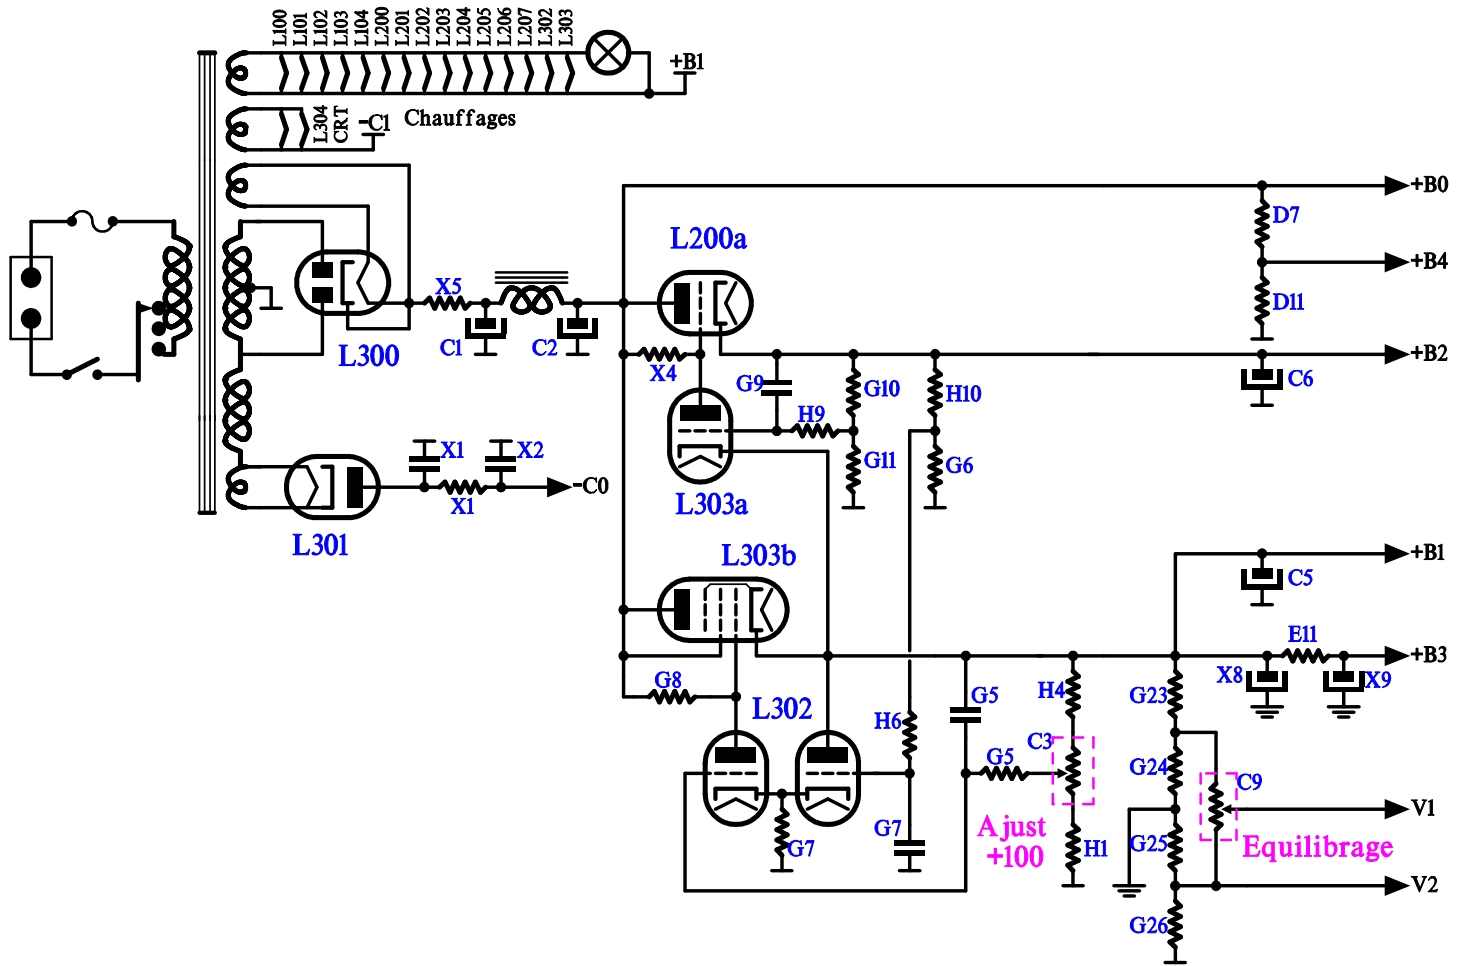 L100
L101
L102
L103
L104
L200
L201
L202
L203
L204
L205
L206
L207
L302
L303
+B1
L304
CRT
-C1
Chauffages
+B0
D7
L200a
+B4
X5
D11
C1
C2
L300
X4
+B2
G9
G10
H10
C6
H9
X1
X2
G11
G6
-C0
X1
L303a
L301
L303b
+B1
C5
E11
+B3
G8
X8
X9
L302
G5
H4
G23
H6
C3
G5
G24
C9
V1
A just
+100
G7
G7
H1
G25
Equilibrage
V2
G26